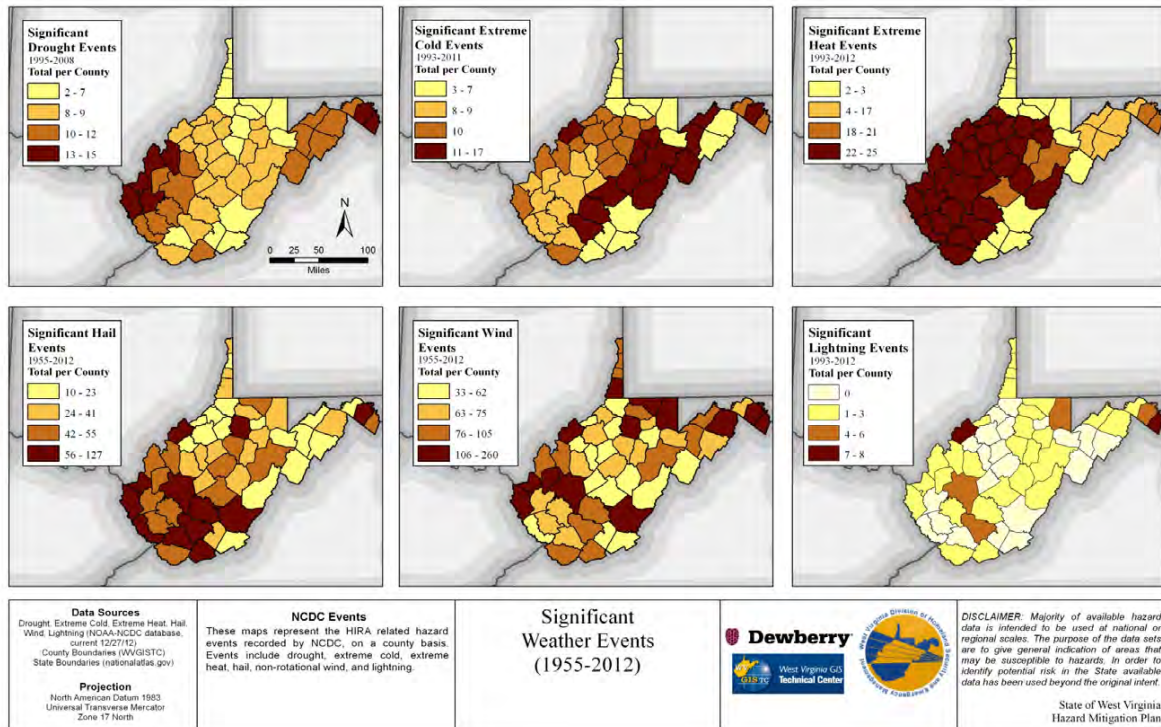 Significant
Drought Events
1995-2008
Total per County
2 - 7
8 - 9
10 - 12
13 - 15
N
0 25 50 100
Miles
Significant Extreme
Cold Events
1993-2011
Total per County
3 - 7
8 - 9
10
11 - 17
Significant Extreme
Heat Events
1993-2012
Total per County
2 - 3
4 - 17
18 - 21
22 - 25
Significant Hail
Events
1955-2012
Total per County
10 - 23
24 - 41
42 - 55
56 - 127
Significant Wind
Events
1955-2012
Total per County
33 - 62
63 - 75
76 - 105
106 - 260
Significant
Lightning Events
1993-2012
Total per County
0
1 - 3
4 - 6
7 - 8
Data Sources
Drought, Extreme Cold, Extreme Heat, Hail,
Wind, Lightning (NOAA-NCDC database,
current 12/27/12)
County Boundaries (WVGISTC)
State Boundaries (nationalatlas.gov)
Projection
North American Datum 1983
Universal Transverse Mercator
Zone 17 North
NCDC Events
These maps represent the HIRA related hazard
events recorded by NCDC, on a county basis.
Events include drought, extreme cold, extreme
heat, hail, non-rotational wind, and lightning.
Significant
Weather Events
(1955-2012)
Dewberry
West Virginia GIS
Technical Center
GISTC
West Virginia Division of Homeland Security and Emergency Management
DISCLAIMER: Majority of available hazard
data is intended to be used at national or
regional scales. The purpose of the data sets
are to give general indication of areas that
may be susceptible to hazards. In order to
identify potential risk in the State available
data has been used beyond the original intent.
State of West Virginia
Hazard Mitigation Plan